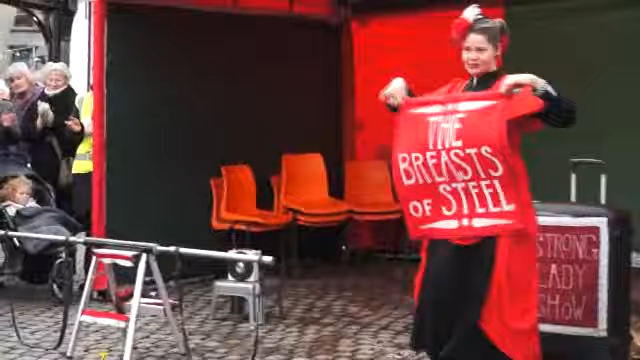 THE
BREASTS
OF STEEL
STRONG
LADY
SHOW